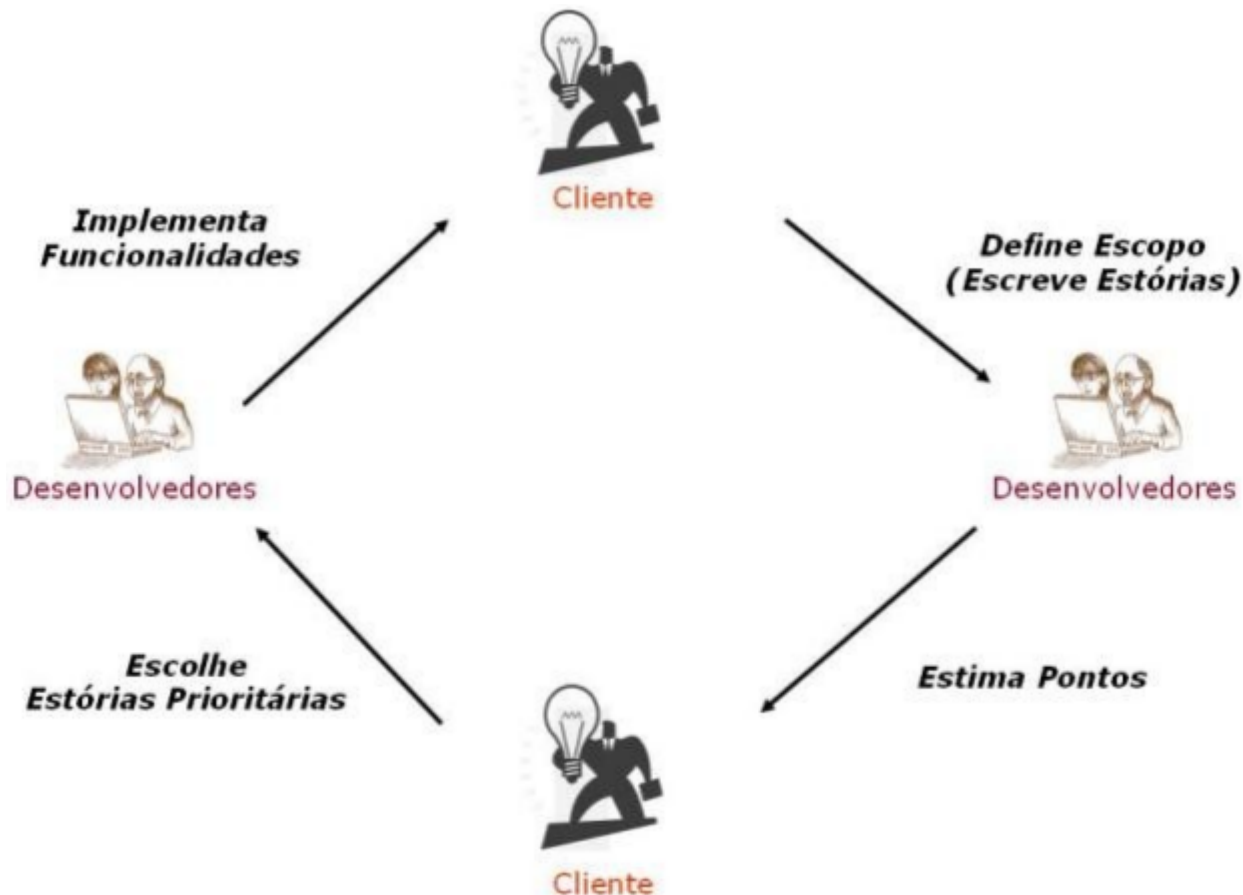 Cliente
Implementa
Funcionalidades
Define Escopo
(Escreve Estórias)
Desenvolvedores
Desenvolvedores
Escolhe
Estórias Prioritárias
Estima Pontos
Cliente